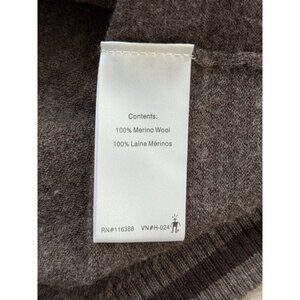 Contents:
100% Merino Wool
100% Laine Mérinos
RN#116388 VN#H-024